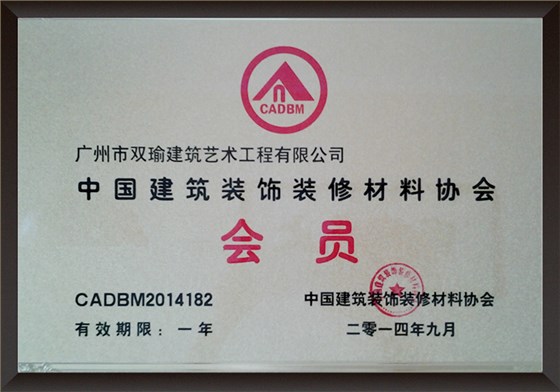 CADBM
广州市双瑜建筑艺术工程有限公司
中国建筑装饰装修材料协会
会员
CADBM2014182
中国建筑装饰装修材料协会
有效期限：一年
二零一四年九月